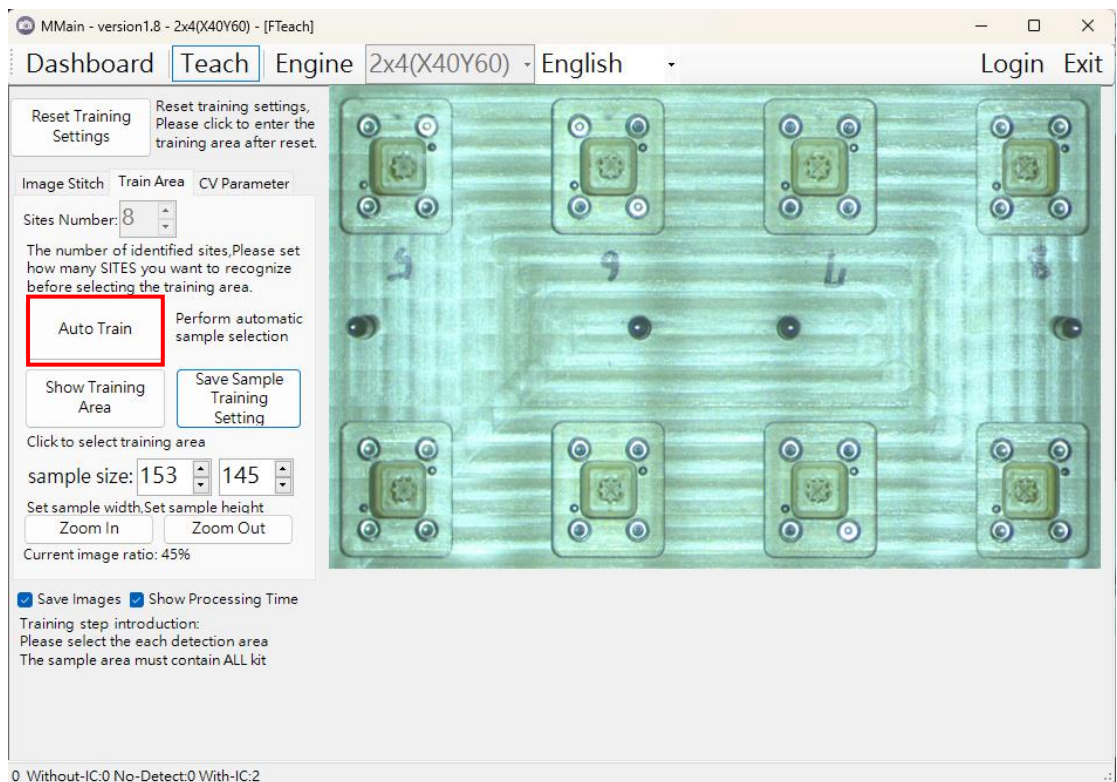 MMain - version1.8 - 2x4(X40Y60) - [FTeach]
Dashboard Teach Engine 2x4(X40Y60) English Login Exit
Reset Training
Settings
Reset training settings,
Please click to enter the
training area after reset.
Image Stitch Train Area CV Parameter
Sites Number: 8
The number of identified sites,Please set
how many SITES you want to recognize
before selecting the training area.
Auto Train
Perform automatic
sample selection
Show Training
Area
Save Sample
Training
Setting
Click to select training area
sample size: 153 145
Set sample width,Set sample height
Zoom In Zoom Out
Current image ratio: 45%
Save Images Show Processing Time
Training step introduction:
Please select the each detection area
The sample area must contain ALL kit
5 6 7 8
0 Without-IC:0 No-Detect:0 With-IC:2